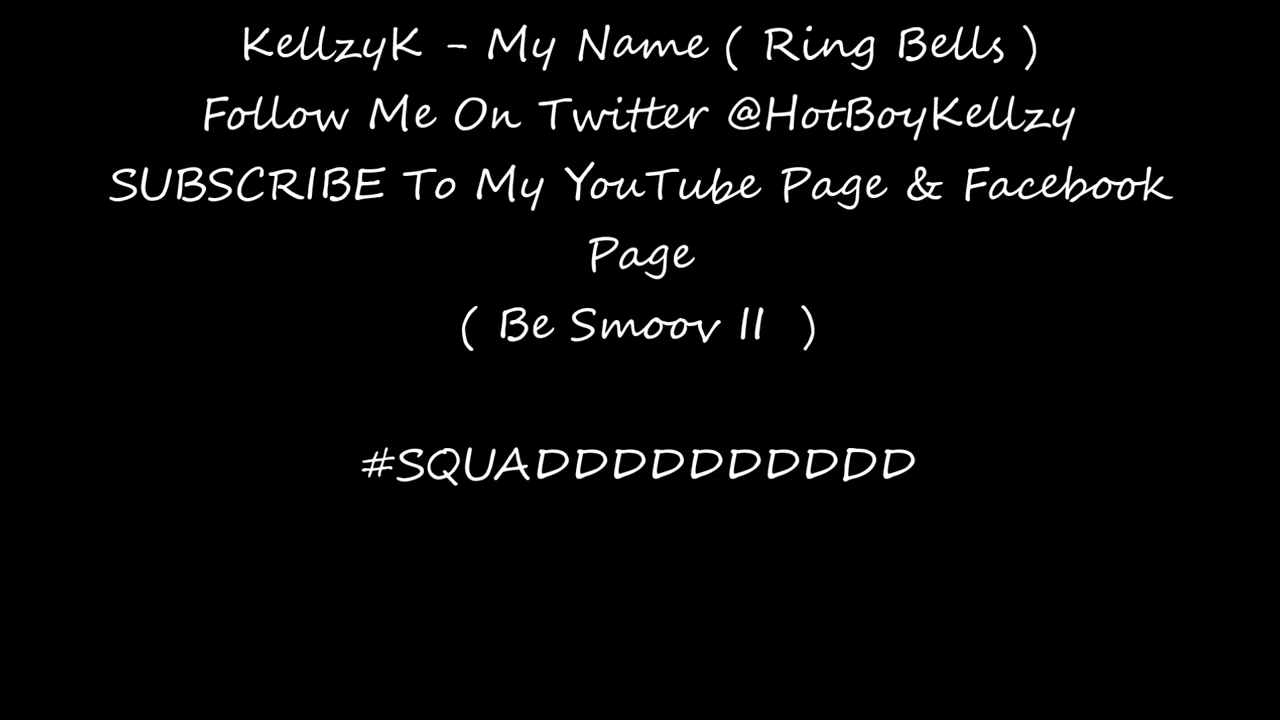 KellzyK - My Name ( Ring Bells )
Follow Me On Twitter @HotBoyKellzy
SUBSCRIBE To My YouTube Page & Facebook
Page
( Be Smoov ll )
#SQUADDDDDDDDDD